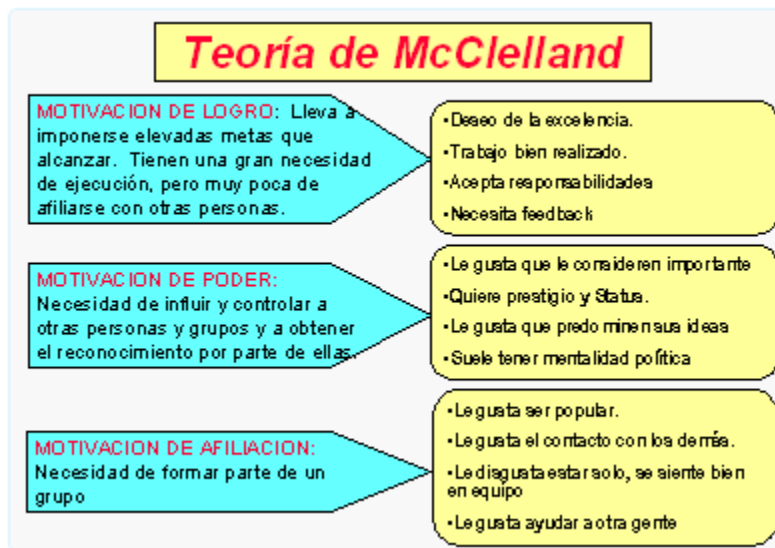 Teoría de McClelland
MOTIVACION DE LOGRO: Lleva a
imponerse elevadas metas que
alcanzar. Tienen una gran necesidad
de ejecución, pero muy poca de
afiliarse con otras personas.
•Deseo de la excelencia.
•Trabajo bien realizado.
•Acepta responsabilidades
•Necesita feedback
MOTIVACION DE PODER:
Necesidad de influir y controlar a
otras personas y grupos y a obtener
el reconocimiento por parte de ellas.
•Le gusta que le consideren importante
•Quiere prestigio y Status.
•Le gusta que predominen sus ideas
•Suele tener mentalidad política
MOTIVACION DE AFILIACION:
Necesidad de formar parte de un
grupo
•Le gusta ser popular.
•Le gusta el contacto con los demás.
•Le disgusta estar solo, se siente bien
en equipo
•Le gusta ayudar a otra gente